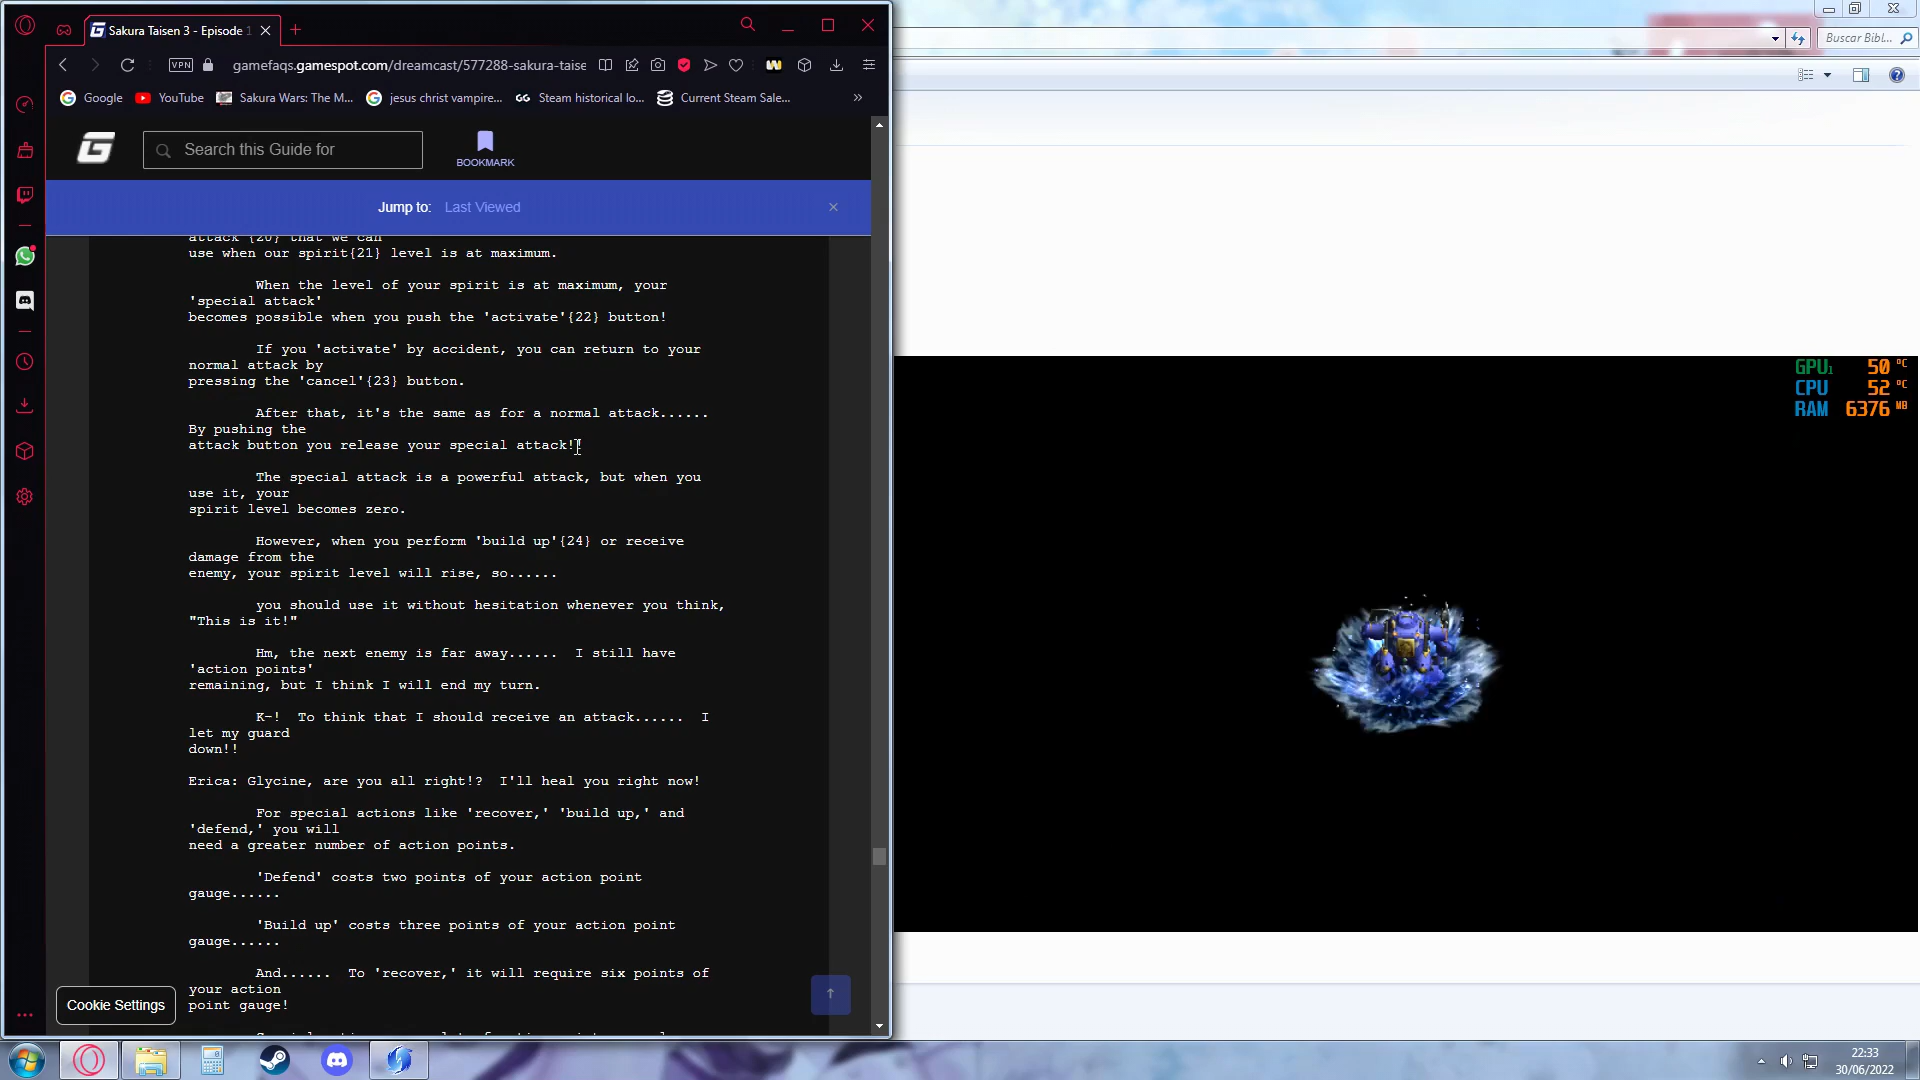 Sakura Taisen 3 - Episode 1
Buscar Bibl...
VPN
gamefaqs.gamespot.com/dreamcast/577288-sakura-taise
Google
YouTube
Sakura Wars: The M...
jesus christ vampire...
GG
Steam historical lo...
Current Steam Sale...
Search this Guide for
BOOKMARK
Jump to: Last Viewed
attack'{20} that we can
use when our spirit{21} level is at maximum.
When the level of your spirit is at maximum, your
'special attack'
becomes possible when you push the 'activate'{22} button!
If you 'activate' by accident, you can return to your
normal attack by
pressing the 'cancel'{23} button.
After that, it's the same as for a normal attack......
By pushing the
attack button you release your special attack!!
The special attack is a powerful attack, but when you
use it, your
spirit level becomes zero.
However, when you perform 'build up'{24} or receive
damage from the
enemy, your spirit level will rise, so......
you should use it without hesitation whenever you think,
"This is it!"
Hm, the next enemy is far away...... I still have
'action points'
remaining, but I think I will end my turn.
K-! To think that I should receive an attack...... I
let my guard
down!!
Erica: Glycine, are you all right!? I'll heal you right now!
For special actions like 'recover,' 'build up,' and
'defend,' you will
need a greater number of action points.
'Defend' costs two points of your action point
gauge......
'Build up' costs three points of your action point
gauge......
And...... To 'recover,' it will require six points of
your action
point gauge!
Cookie Settings
GPU1 50 °C
CPU 52 °C
RAM 6376 MB
22:33
30/06/2022